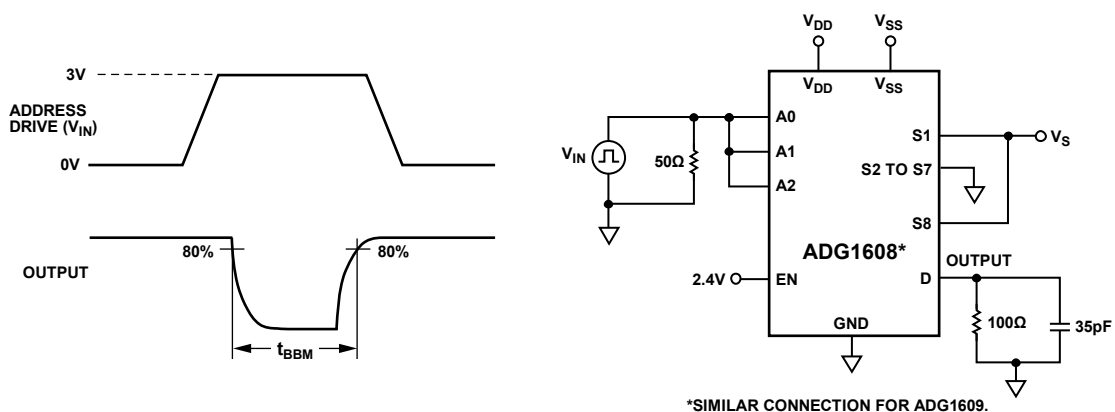 3V
ADDRESS
DRIVE (VIN)
0V
80%
80%
OUTPUT
tBBM
VDD
VSS
VDD
VSS
A0
A1
A2
VIN
50Ω
S1
VS
S2 TO S7
S8
ADG1608*
OUTPUT
2.4V
EN
D
GND
100Ω
35pF
*SIMILAR CONNECTION FOR ADG1609.